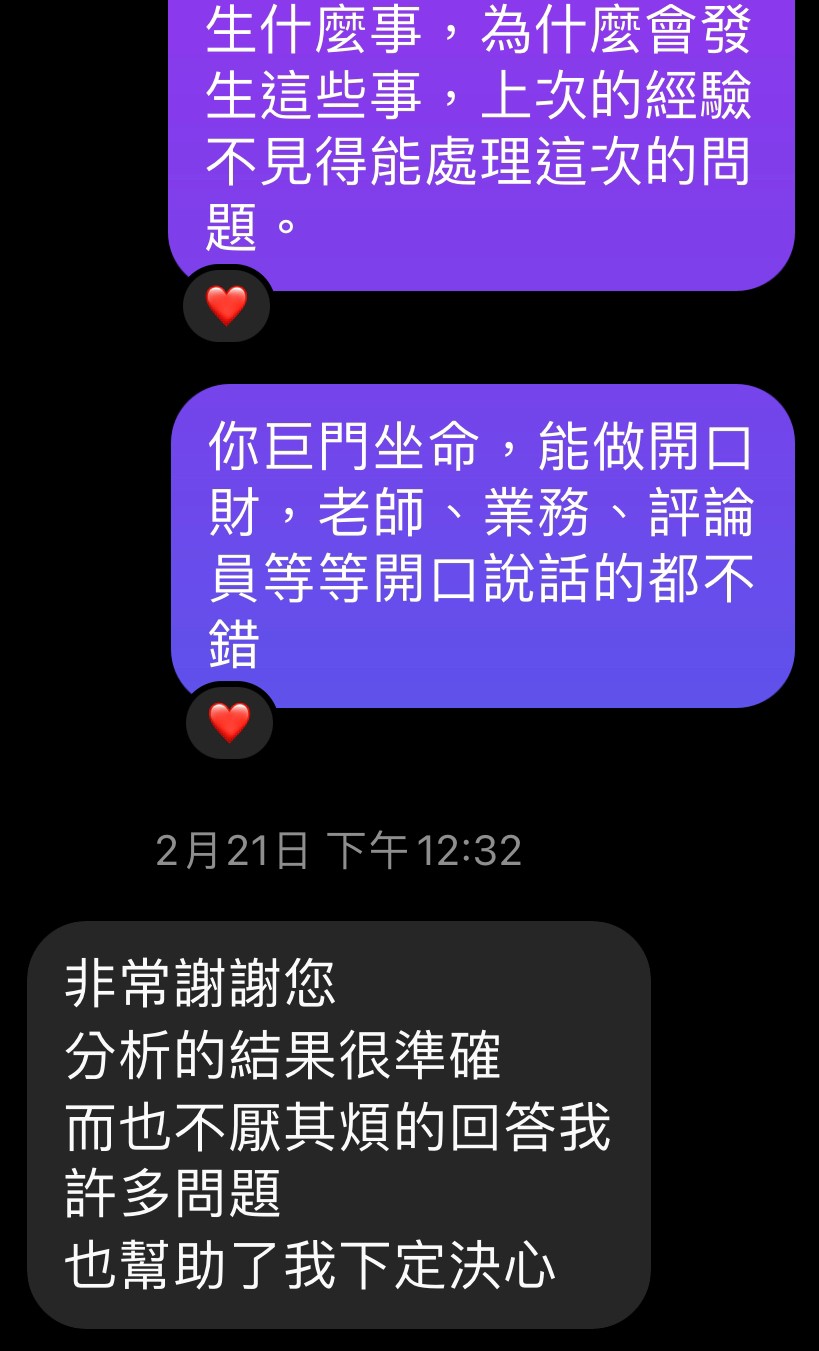 生什麼事，為什麼會發
生這些事，上次的經驗
不見得能處理這次的問
題。
你巨門坐命，能做開口
財，老師、業務、評論
員等等開口說話的都不
錯
2月21日 下午12:32
非常謝謝您
分析的結果很準確
而也不厭其煩的回答我
許多問題
也幫助了我下定決心